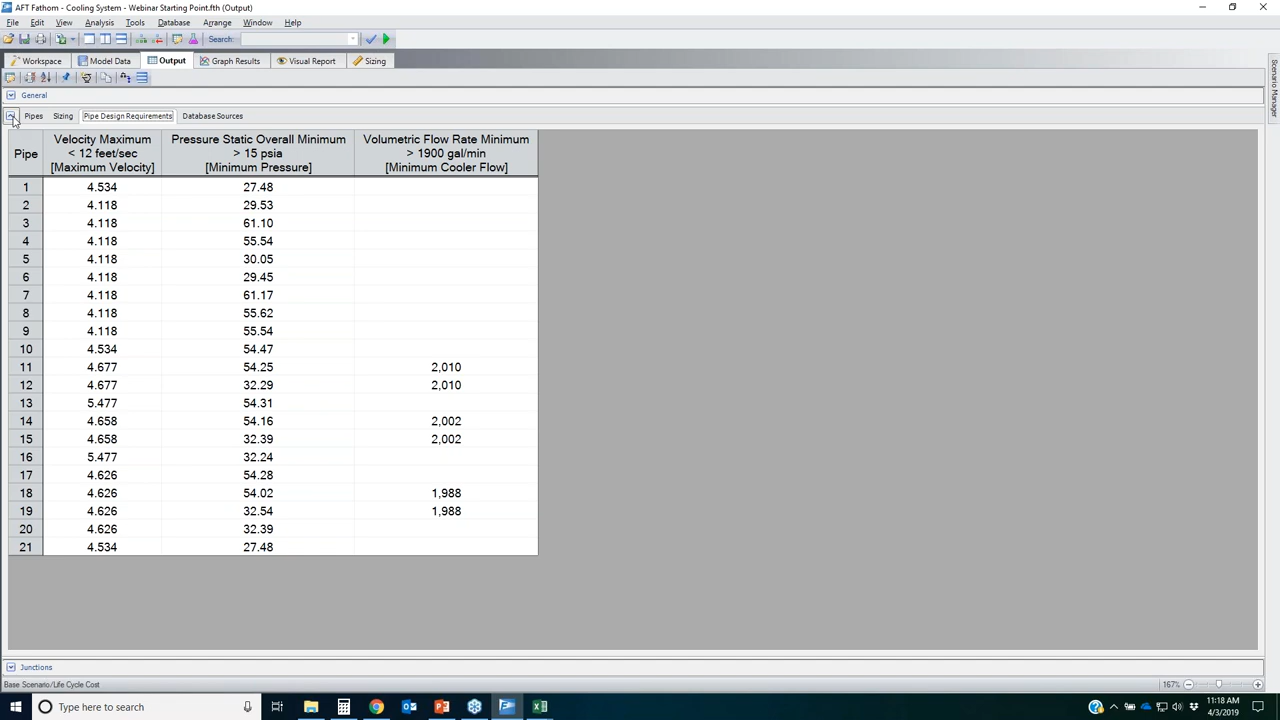 AFT Fathom - Cooling System - Webinar Starting Point.fth (Output)
File Edit View Analysis Tools Database Arrange Window Help
Search:
Workspace Model Data Output Graph Results Visual Report Sizing
General
Pipes Sizing Pipe Design Requirements Database Sources
Pipe Velocity Maximum < 12 feet/sec [Maximum Velocity] Pressure Static Overall Minimum > 15 psia [Minimum Pressure] Volumetric Flow Rate Minimum > 1900 gal/min [Minimum Cooler Flow]
1 4.534 27.48
2 4.118 29.53
3 4.118 61.10
4 4.118 55.54
5 4.118 30.05
6 4.118 29.45
7 4.118 61.17
8 4.118 55.62
9 4.118 55.54
10 4.534 54.47
11 4.677 54.25 2,010
12 4.677 32.29 2,010
13 5.477 54.31
14 4.658 54.16 2,002
15 4.658 32.39 2,002
16 5.477 32.24
17 4.626 54.28
18 4.626 54.02 1,988
19 4.626 32.54 1,988
20 4.626 32.39
21 4.534 27.48
Junctions
Base Scenario/Life Cycle Cost
167%
Scenario Manager
Type here to search
11:18 AM
4/3/2019